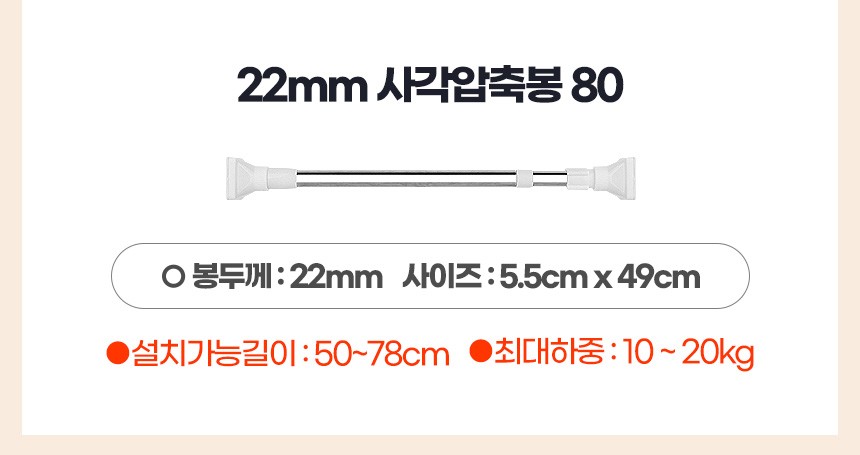 22mm 사각압축봉 80
봉두께 : 22mm 사이즈 : 5.5cm x 49cm
●설치가능길이 : 50~78cm ●최대하중 : 10 ~ 20kg